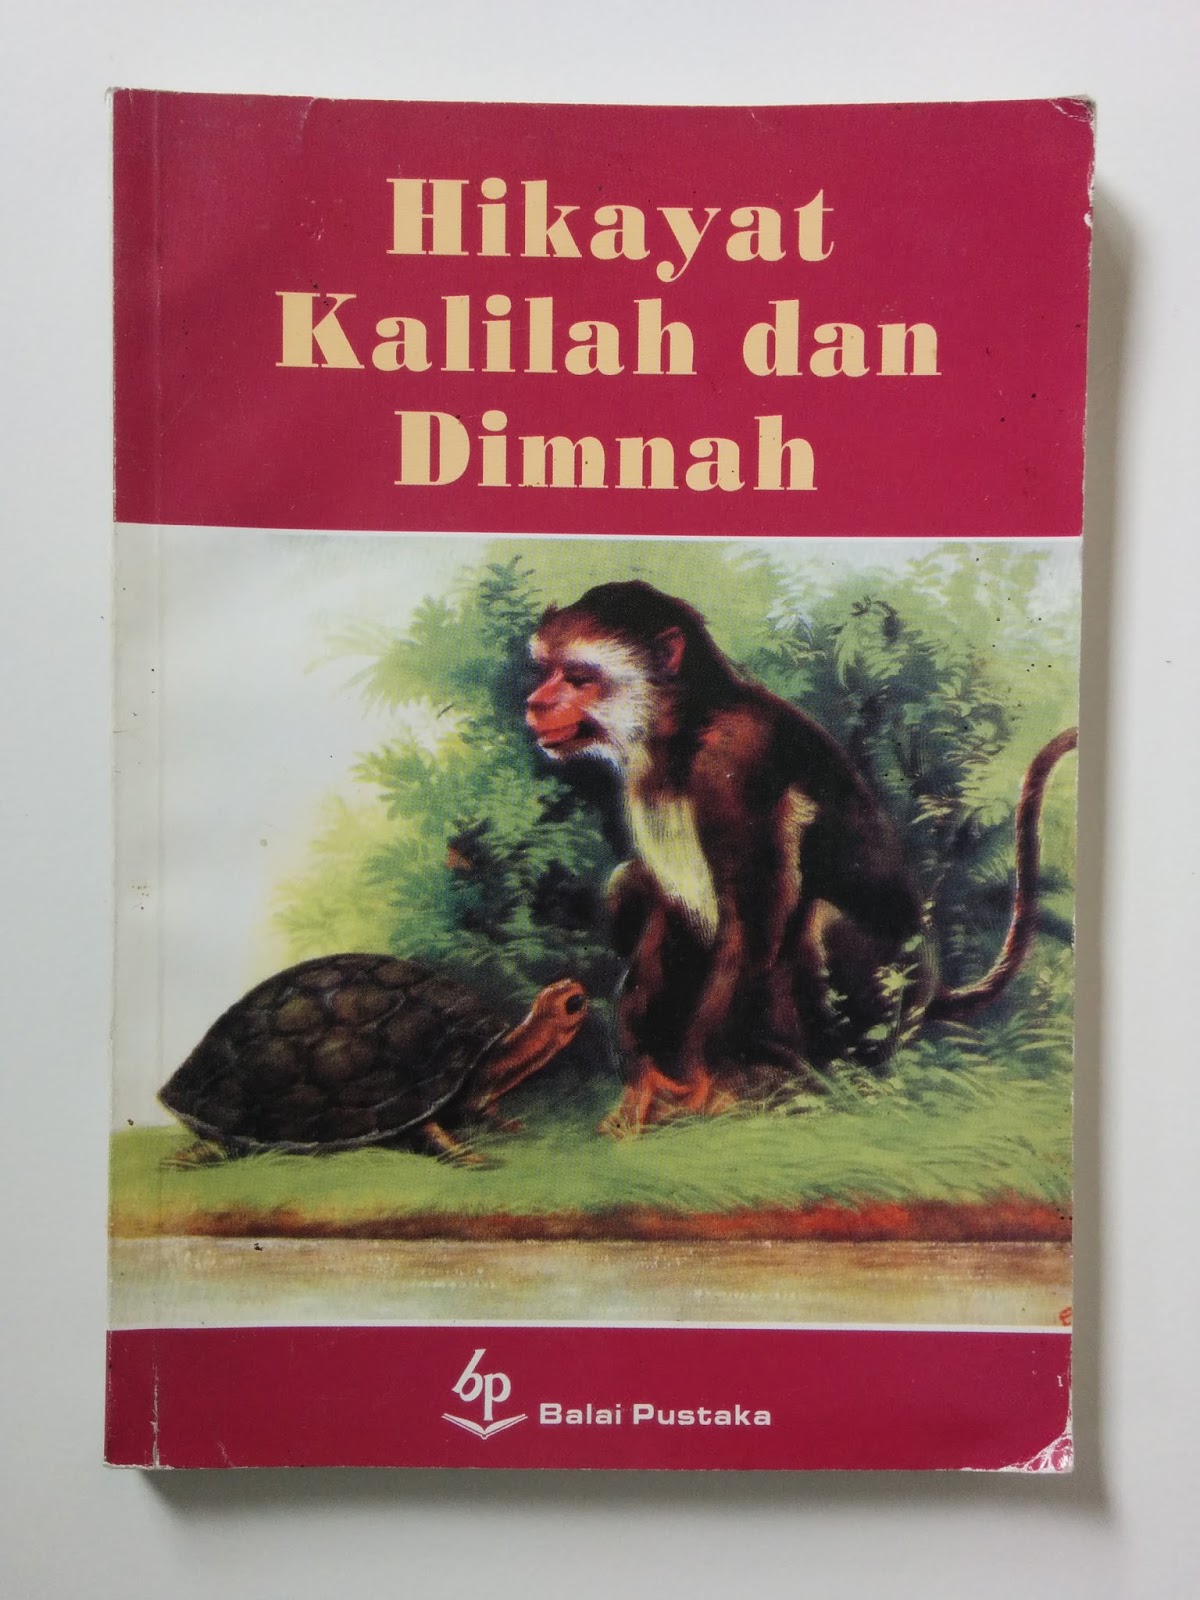 Hikayat
Kalilah dan
Dimnah
bp
Balai Pustaka